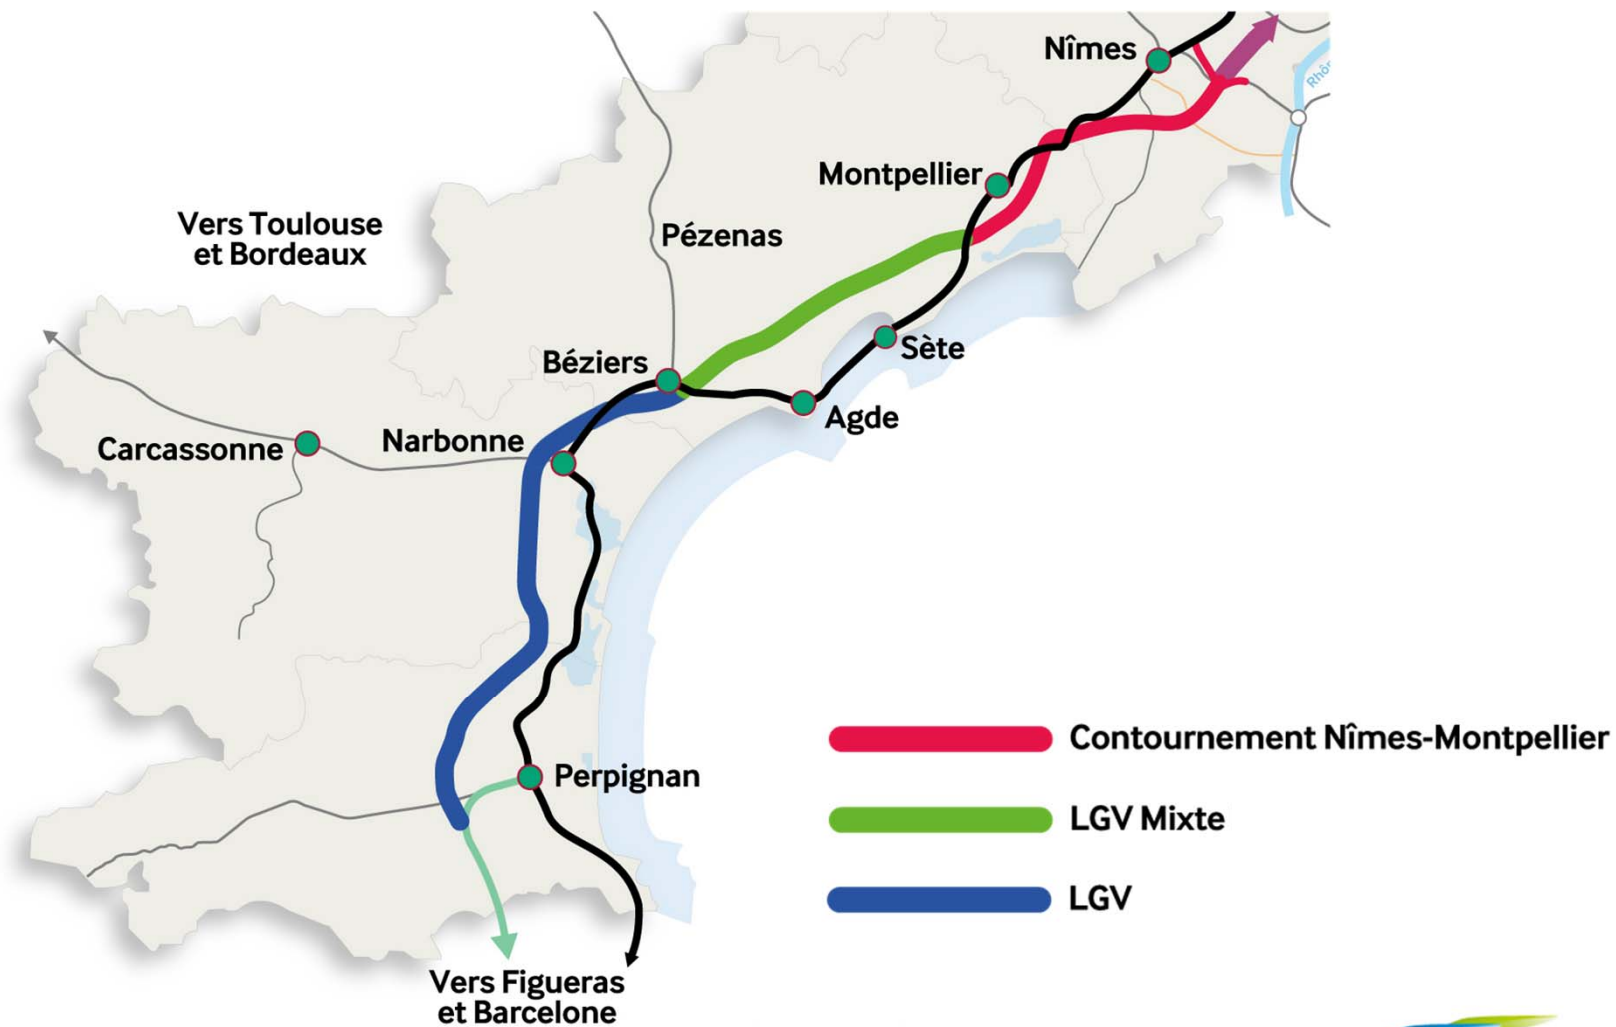 Nîmes
Rhôn
Montpellier
Vers Toulouse
et Bordeaux
Pézenas
Sète
Béziers
Agde
Carcassonne
Narbonne
Contournement Nîmes-Montpellier
Perpignan
LGV Mixte
LGV
Vers Figueras
et Barcelone